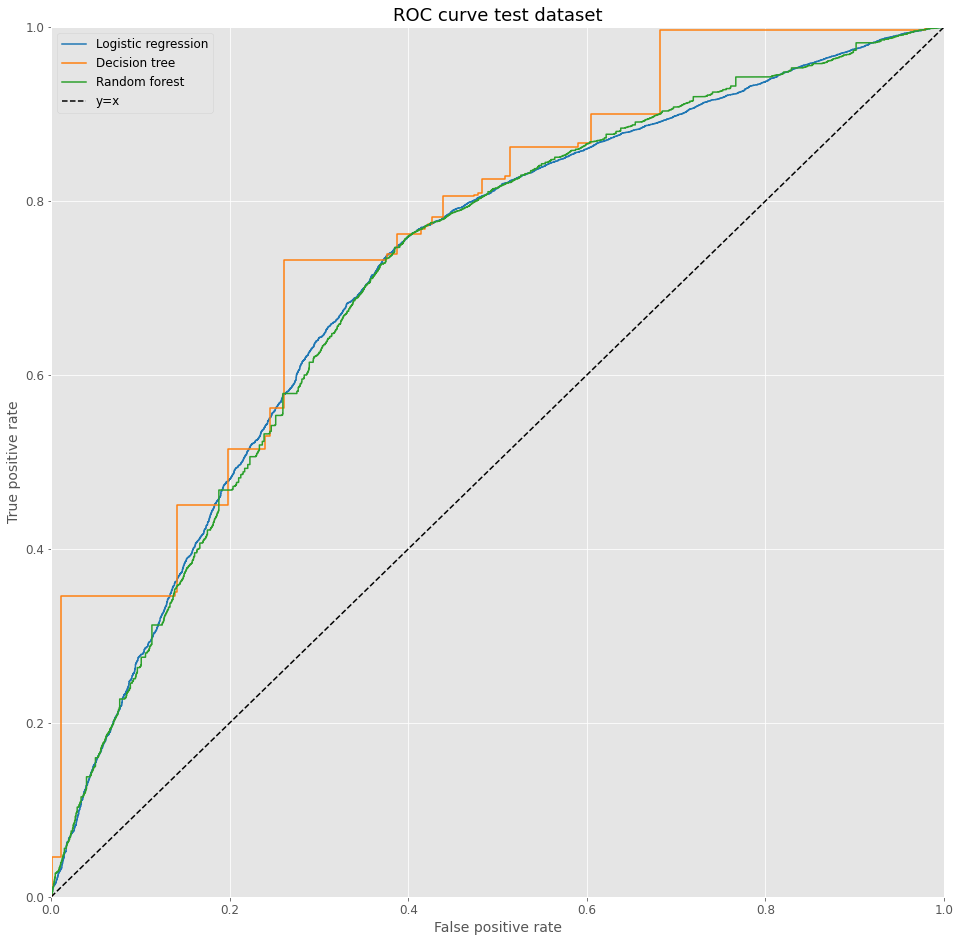 ROC curve test dataset
Logistic regression
Decision tree
Random forest
y=x
True positive rate
1.0
0.8
0.6
0.4
0.2
0.0
0.0 0.2 0.4 0.6 0.8 1.0
False positive rate